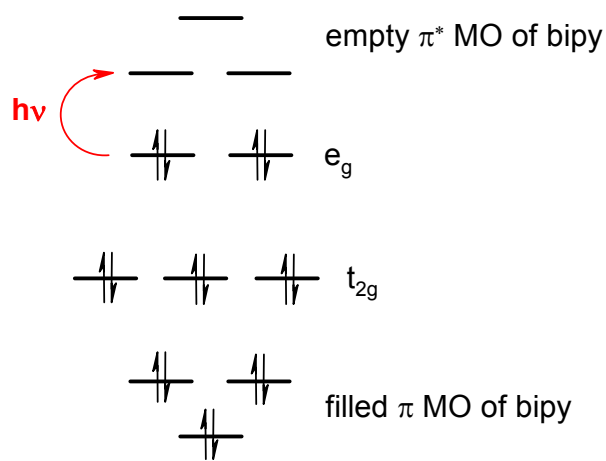 empty π* MO of bipy
hν
eg
t2g
filled π MO of bipy